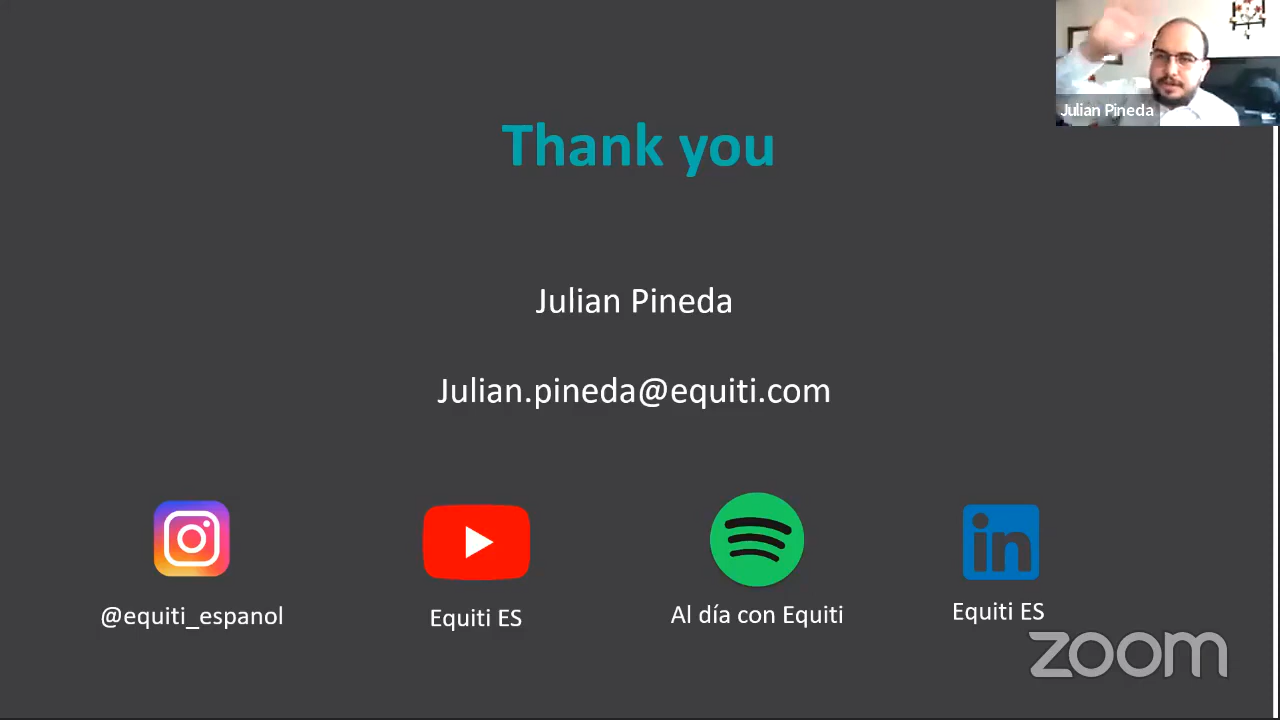 Julian Pineda
Thank you
Julian Pineda
Julian.pineda@equiti.com
in
@equiti_espanol
Equiti ES
Al día con Equiti
Equiti ES
zoom